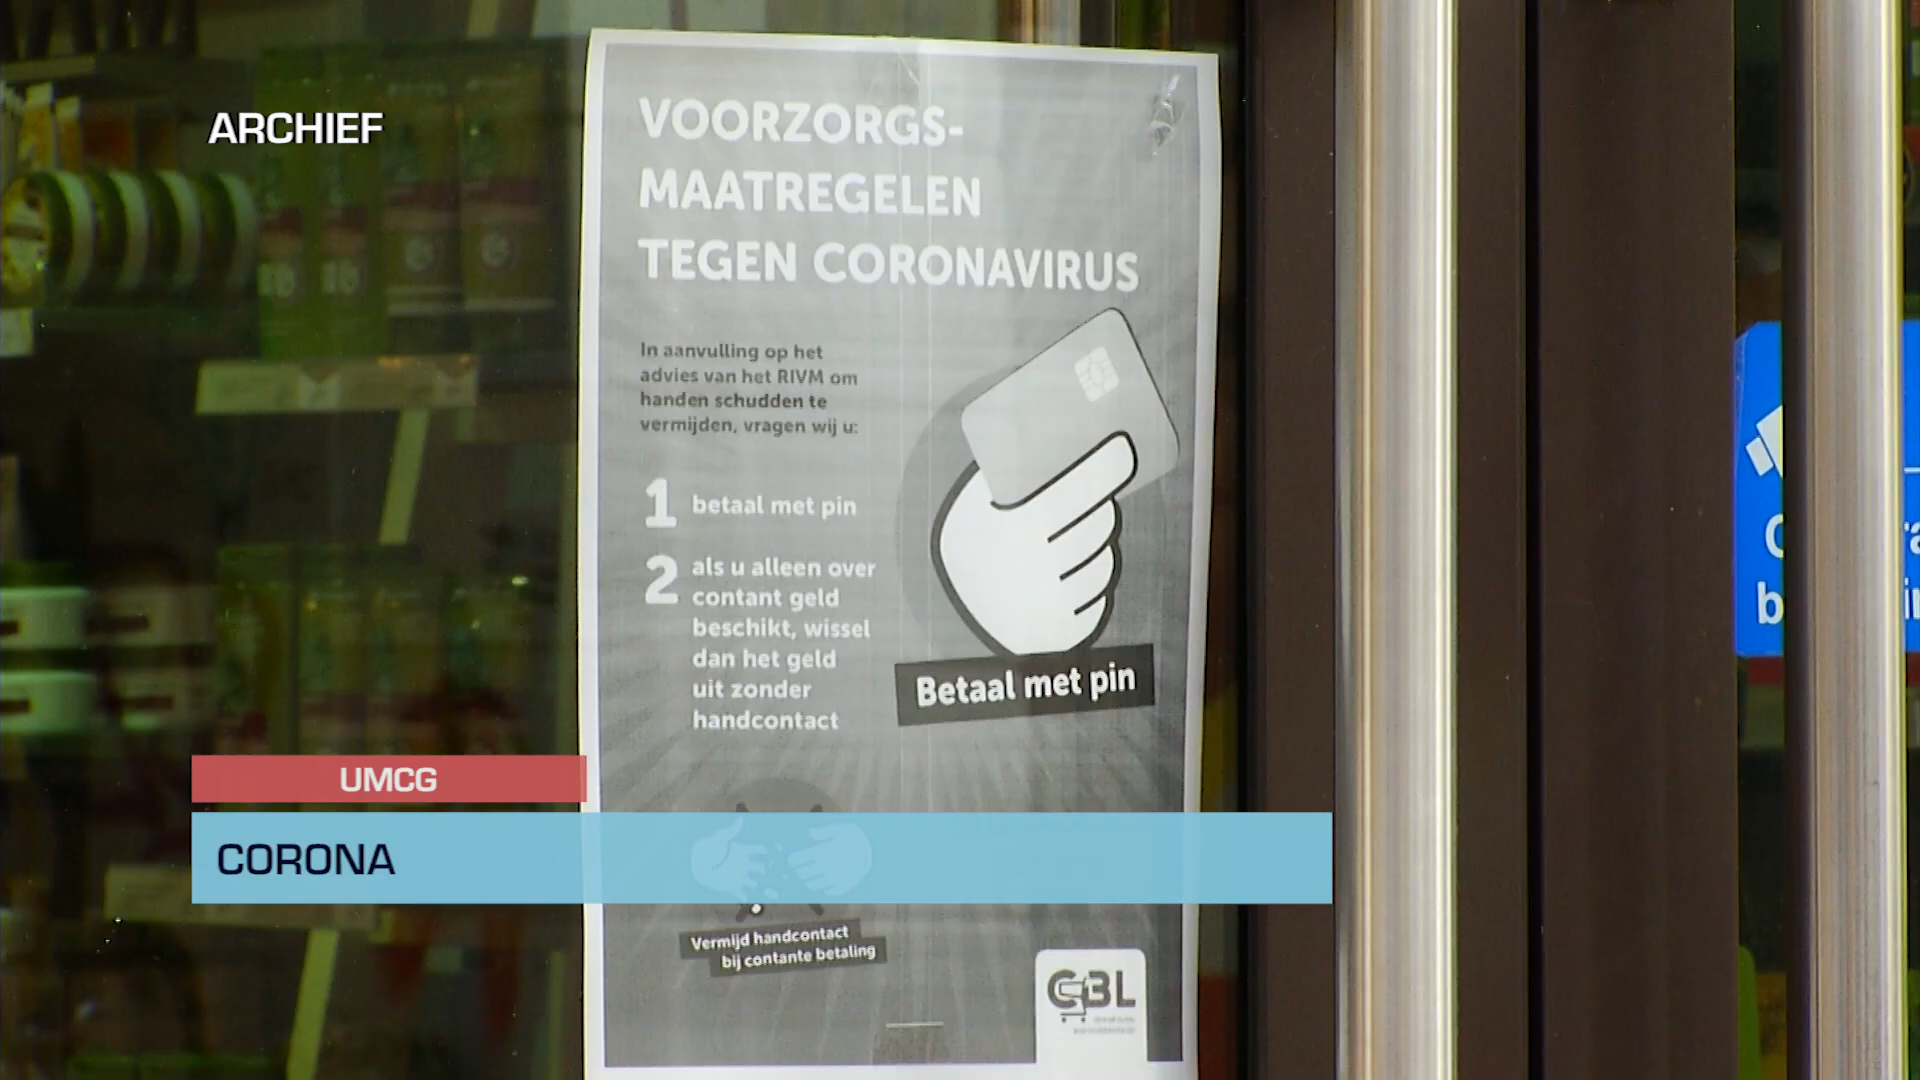 ARCHIEF
VOORZORGS-
MAATREGELEN
TEGEN CORONAVIRUS
In aanvulling op het
advies van het RIVM om
handen schudden te
vermijden, vragen wij u:
1 betaal met pin
2 als u alleen over
contant geld
beschikt, wissel
dan het geld
uit zonder
handcontact
Betaal met pin
UMCG
CORONA
Vermijd handcontact
bij contante betaling
CBL